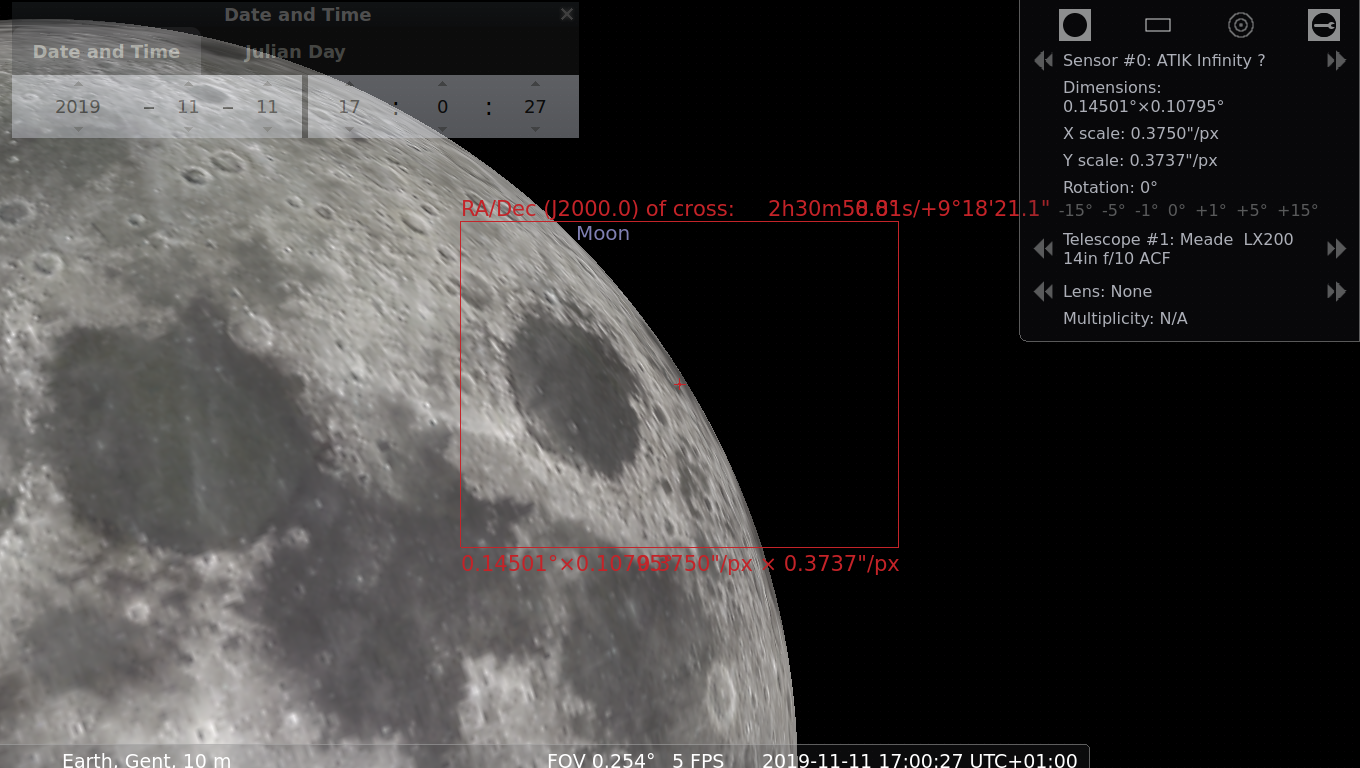 Date and Time ×
Date and Time Julian Day
2019 – 11 – 11 17 : 0 : 27
Sensor #0: ATIK Infinity ?
Dimensions:
0.14501°×0.10795°
X scale: 0.3750"/px
Y scale: 0.3737"/px
Rotation: 0°
-15° -5° -1° 0° +1° +5° +15°
Telescope #1: Meade LX200
14in f/10 ACF
Lens: None
Multiplicity: N/A
RA/Dec (J2000.0) of cross: 2h30m /+9°18'21.1"
Moon
0.14501°×0.10795° 0.3750"/px × 0.3737"/px
Earth, Gent, 10 m FOV 0.254° 5 FPS 2019-11-11 17:00:27 UTC+01:00